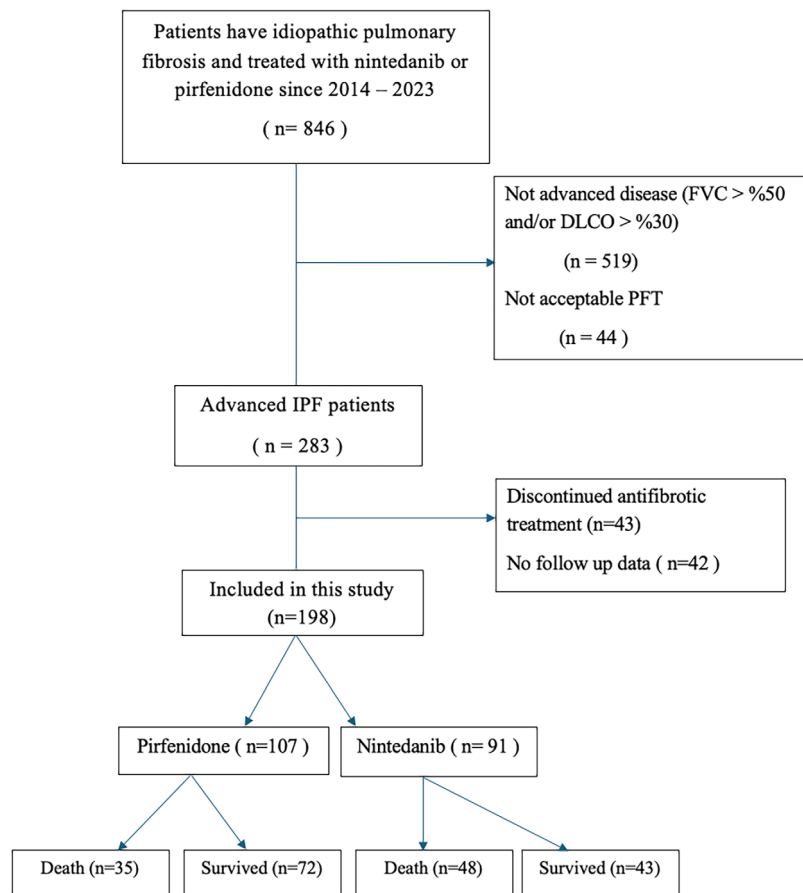 Patients have idiopathic pulmonary
fibrosis and treated with nintedanib or
pirfenidone since 2014 – 2023
( n= 846 )
Not advanced disease (FVC > %50
and/or DLCO > %30)
(n = 519)
Not acceptable PFT
(n = 44 )
Advanced IPF patients
( n = 283 )
Discontinued antifibrotic
treatment (n=43)
No follow up data ( n=42 )
Included in this study
(n=198)
Pirfenidone ( n=107 )
Nintedanib ( n= 91 )
Death (n=35)
Survived (n=72)
Death (n=48)
Survived (n=43)